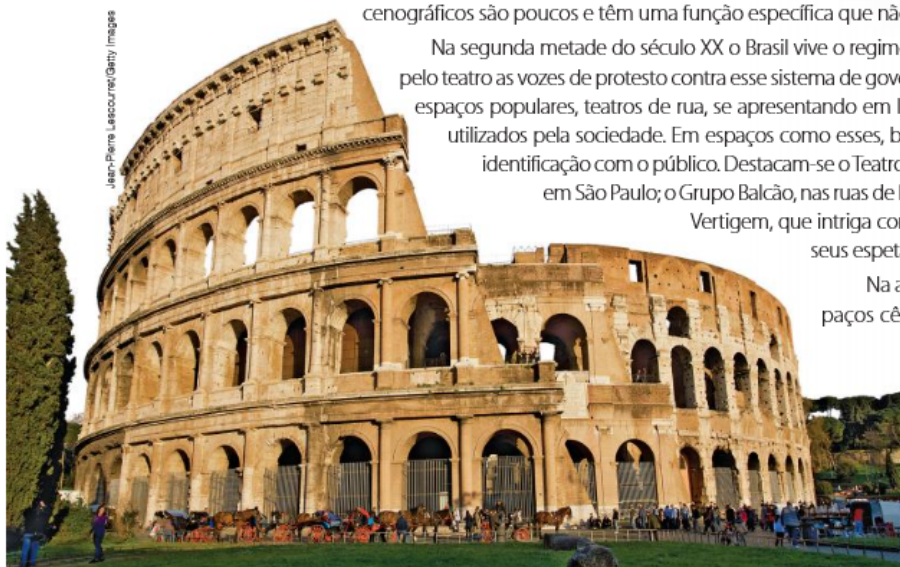 Jean-Pierre Lescourret/Getty Images
cenográficos são poucos e têm uma função específica que nã
Na segunda metade do século XX o Brasil vive o regim
pelo teatro as vozes de protesto contra esse sistema de gov
espaços populares, teatros de rua, se apresentando em l
utilizados pela sociedade. Em espaços como esses, b
identificação com o público. Destacam-se o Teatro
em São Paulo; o Grupo Balcão, nas ruas de
Vertigem, que intriga co
seus espet
Na a
paços cê